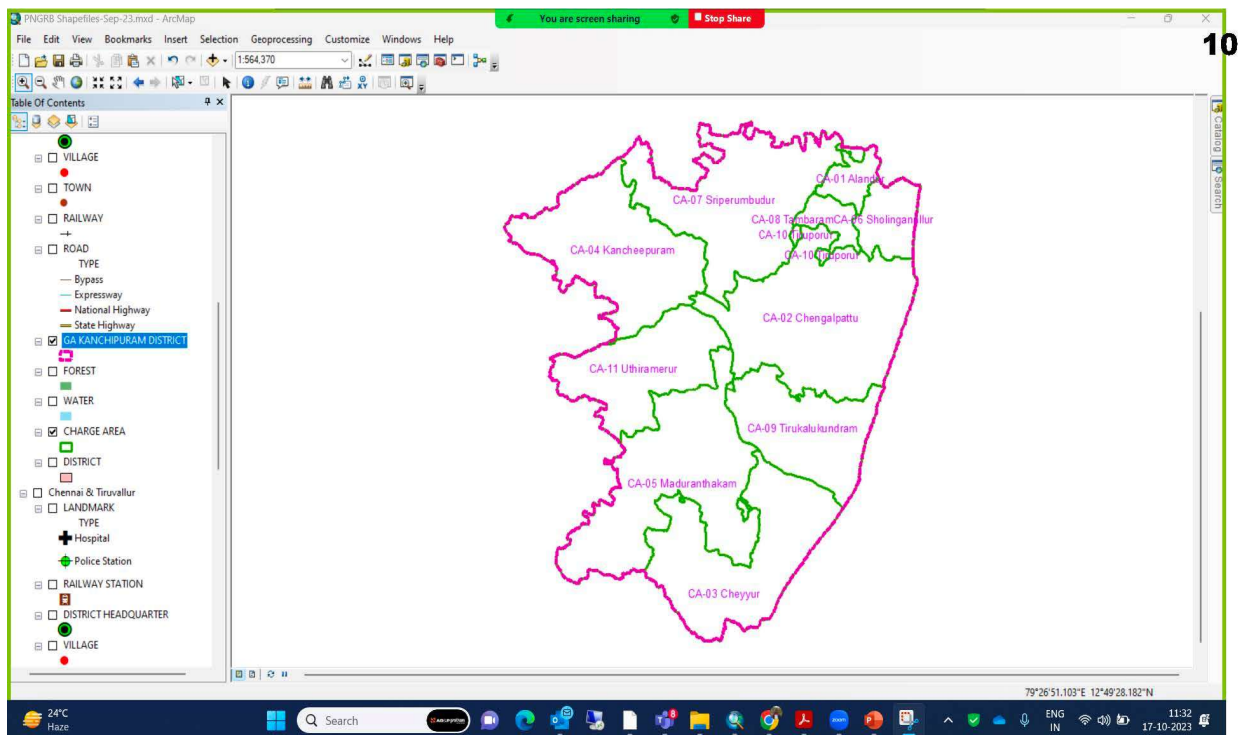 PNGRB Shapefiles-Sep-23.mxd - ArcMap
You are screen sharing
Stop Share
File Edit View Bookmarks Insert Selection Geoprocessing Customize Windows Help
10
1:564,370
Table Of Contents
VILLAGE
TOWN
RAILWAY
ROAD
TYPE
Bypass
Expressway
National Highway
State Highway
GA KANCHIPURAM DISTRICT
FOREST
WATER
CHARGE AREA
DISTRICT
Chennai & Tiruvallur
LANDMARK
TYPE
Hospital
Police Station
RAILWAY STATION
DISTRICT HEADQUARTER
VILLAGE
Catalog
Search
CA-01 Alandur
CA-07 Sriperumbudur
CA-08 Tambaram CA-06 Sholinganallur
CA-10 Tiruporur
CA-04 Kancheepuram
CA-10 Tiruporur
CA-02 Chengalpattu
CA-11 Uthiramerur
CA-09 Tirukalukundram
CA-05 Maduranthakam
CA-03 Cheyyur
79°26'51.103"E 12°49'28.182"N
24°C
Haze
Search
8
zoom
ENG
IN
11:32
17-10-2023